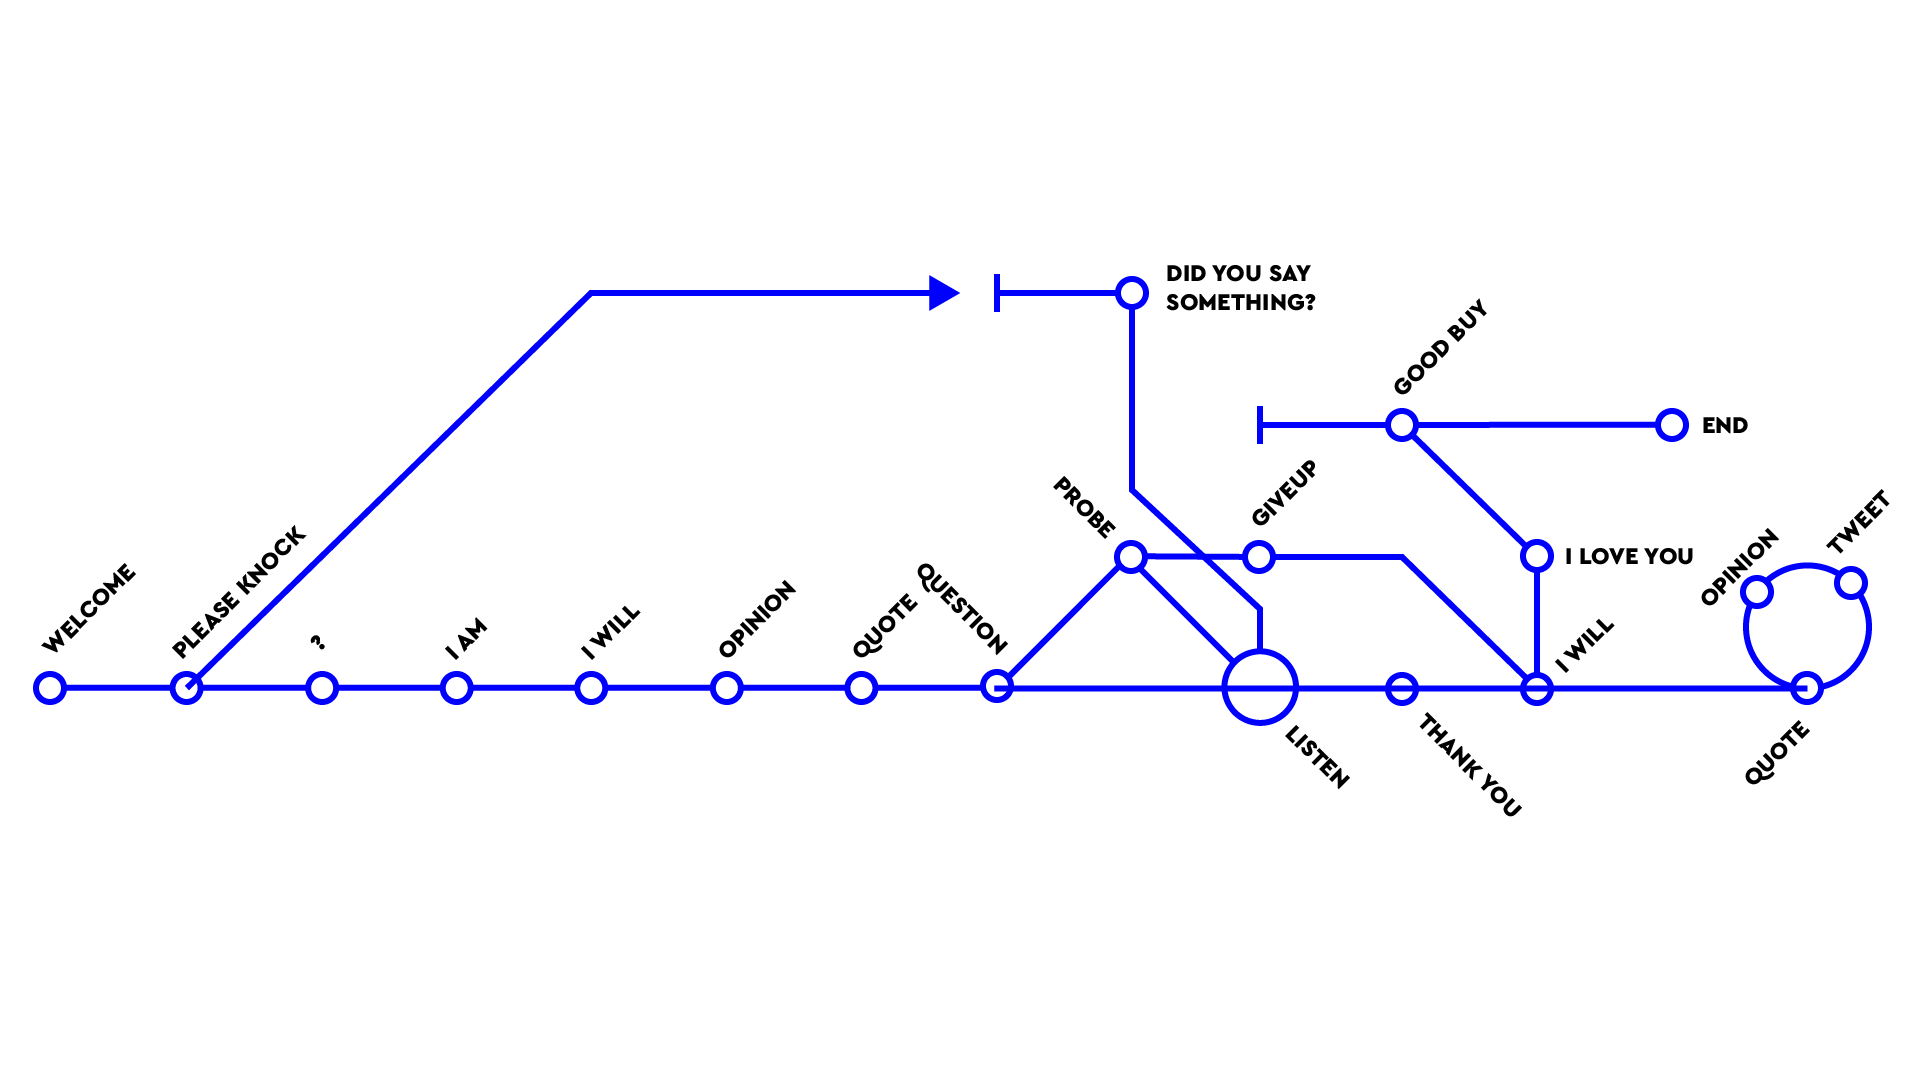 DID YOU SAY
SOMETHING?
GOOD BUY
END
PROBE
GIVEUP
I LOVE YOU
OPINION
TWEET
WELCOME
PLEASE KNOCK
?
I AM
I WILL
OPINION
QUOTE
QUESTION
I WILL
LISTEN
THANK YOU
QUOTE